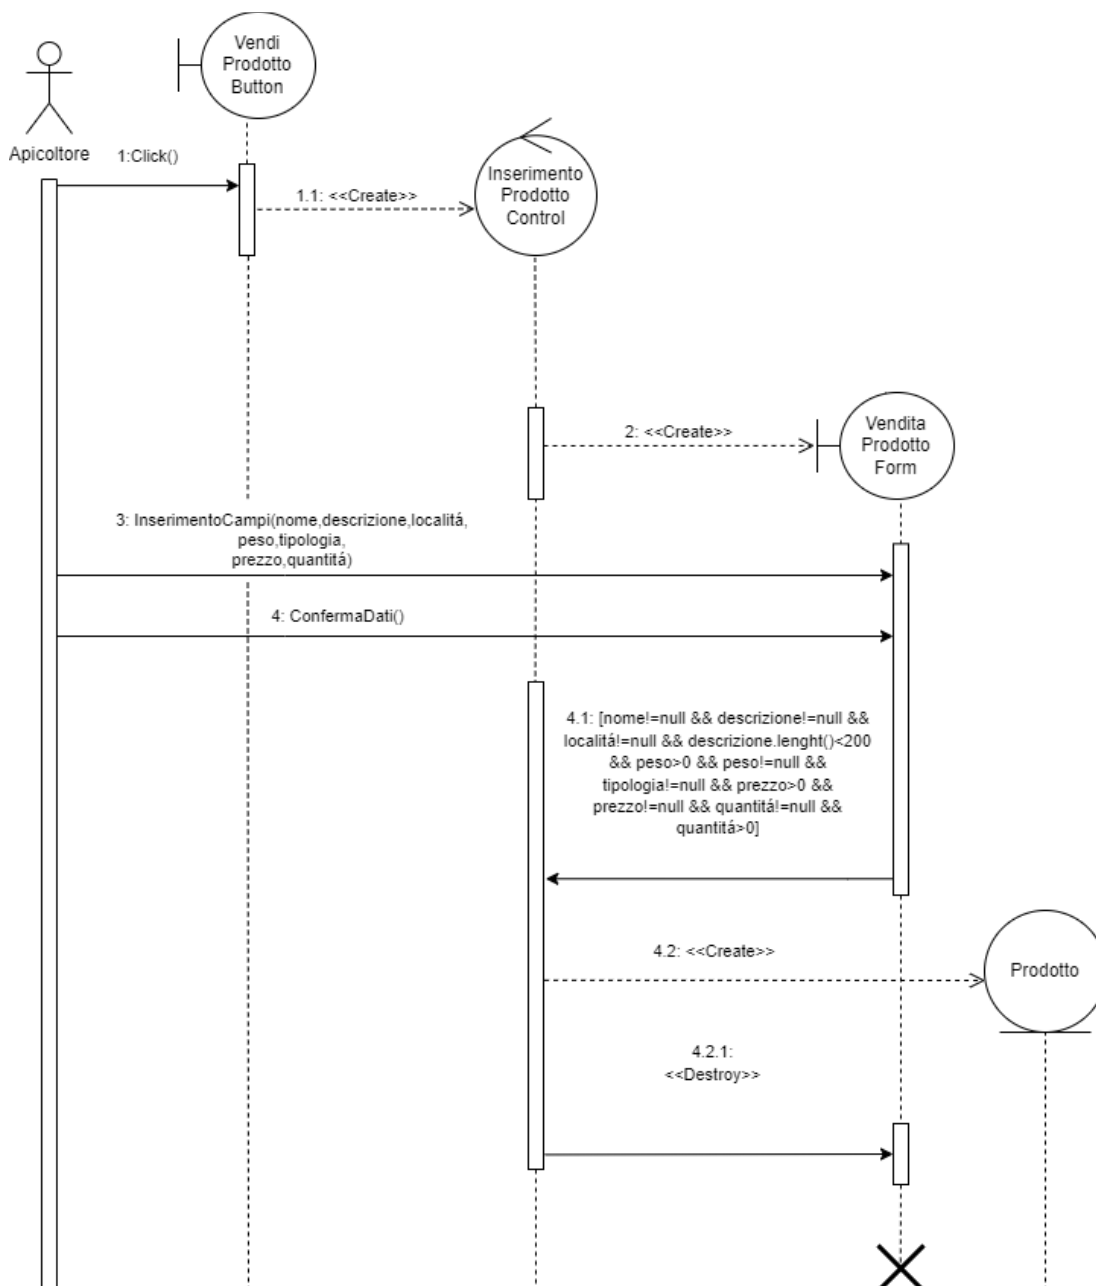 Vendi
Prodotto
Button
Apicoltore
1:Click()
1.1: <<Create>>
Inserimento
Prodotto
Control
2: <<Create>>
Vendita
Prodotto
Form
3: InserimentoCampi(nome,descrizione,localitá,
peso,tipologia,
prezzo,quantitá)
4: ConfermaDati()
4.1: [nome!=null && descrizione!=null &&
localitá!=null && descrizione.lenght()<200
&& peso>0 && peso!=null &&
tipologia!=null && prezzo>0 &&
prezzo!=null && quantitá!=null &&
quantitá>0]
4.2: <<Create>>
Prodotto
4.2.1:
<<Destroy>>